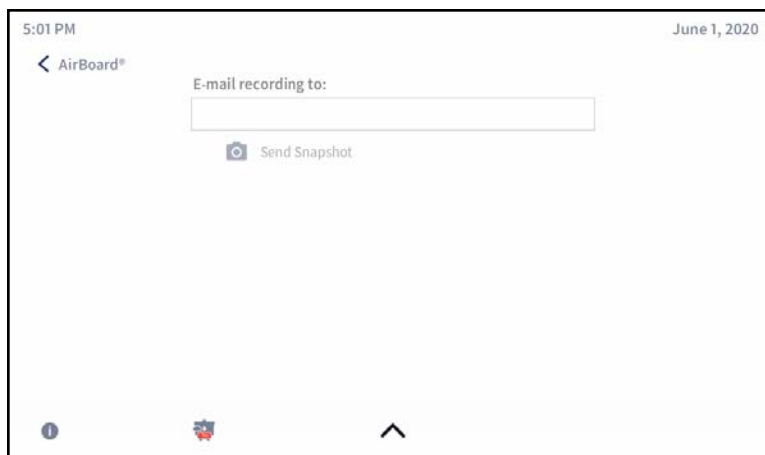 5:01 PM
June 1, 2020
AirBoard®
E-mail recording to:
Send Snapshot